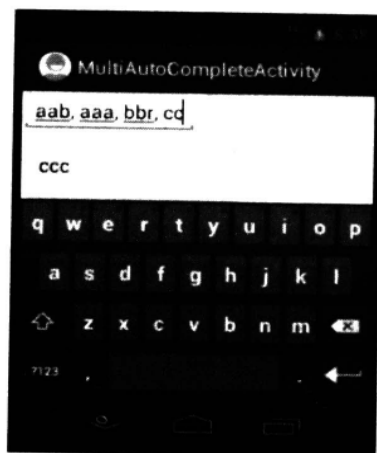 MultiAutoCompleteActivity
aab, aaa, bbr, cc
ccc
q w e r t y u i o p
a s d f g h j k l
z x c v b n m
?123 , .